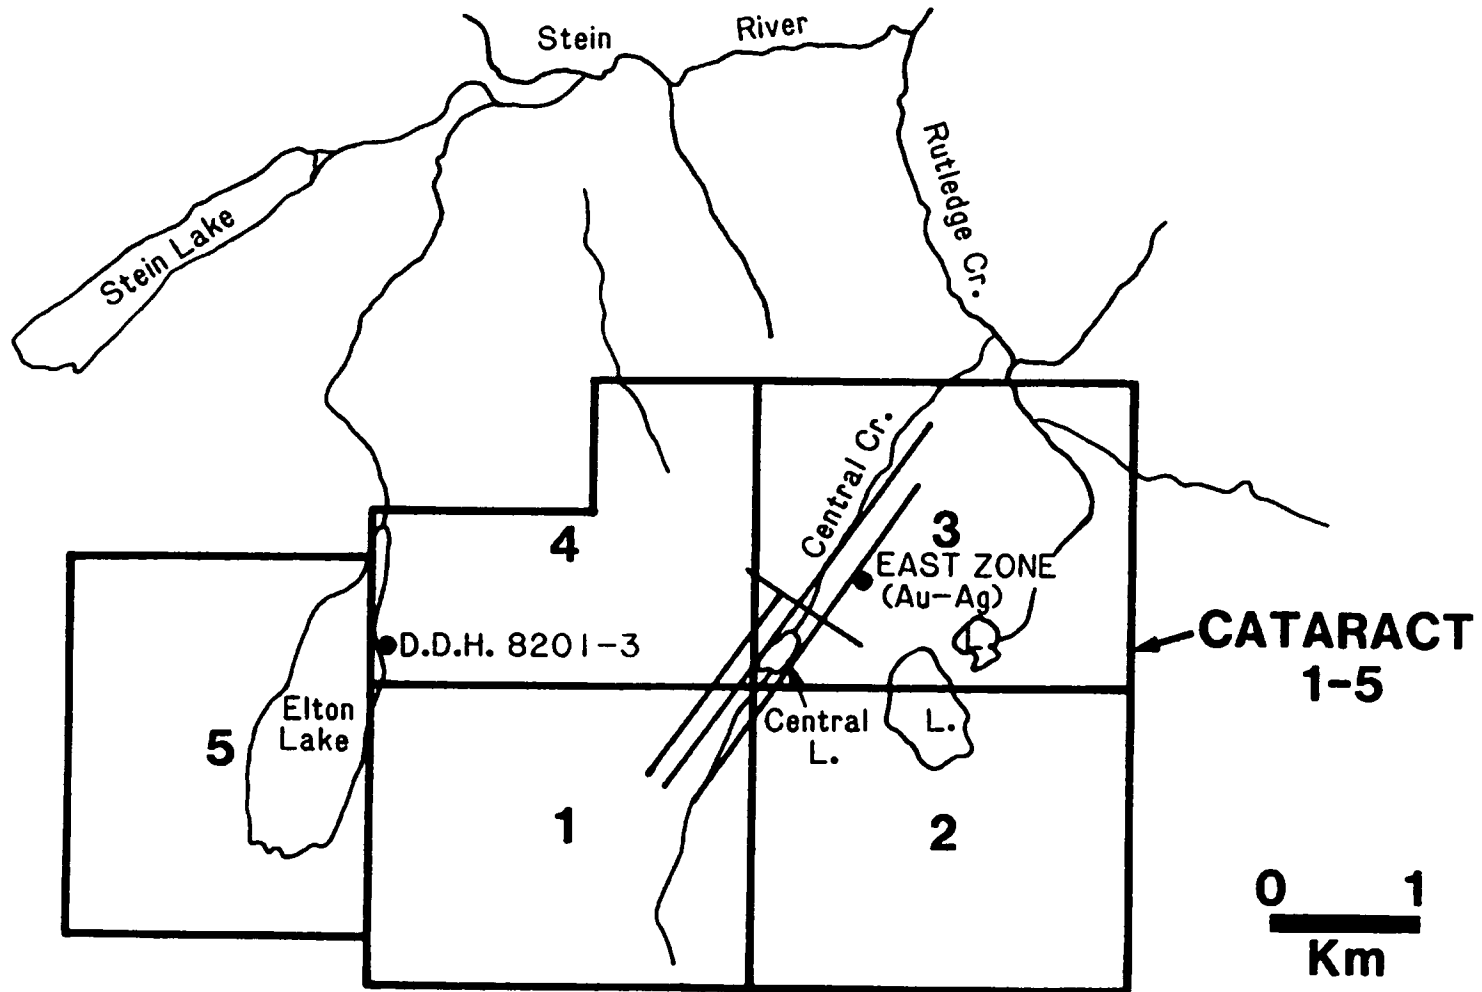 Stein River
Rutledge Cr.
Stein Lake
Central Cr.
3
4
EAST ZONE
(Au-Ag)
D.D.H. 8201-3
CATARACT
1-5
Elton
Lake
5
Central
L.
L.
1
2
0 1
Km